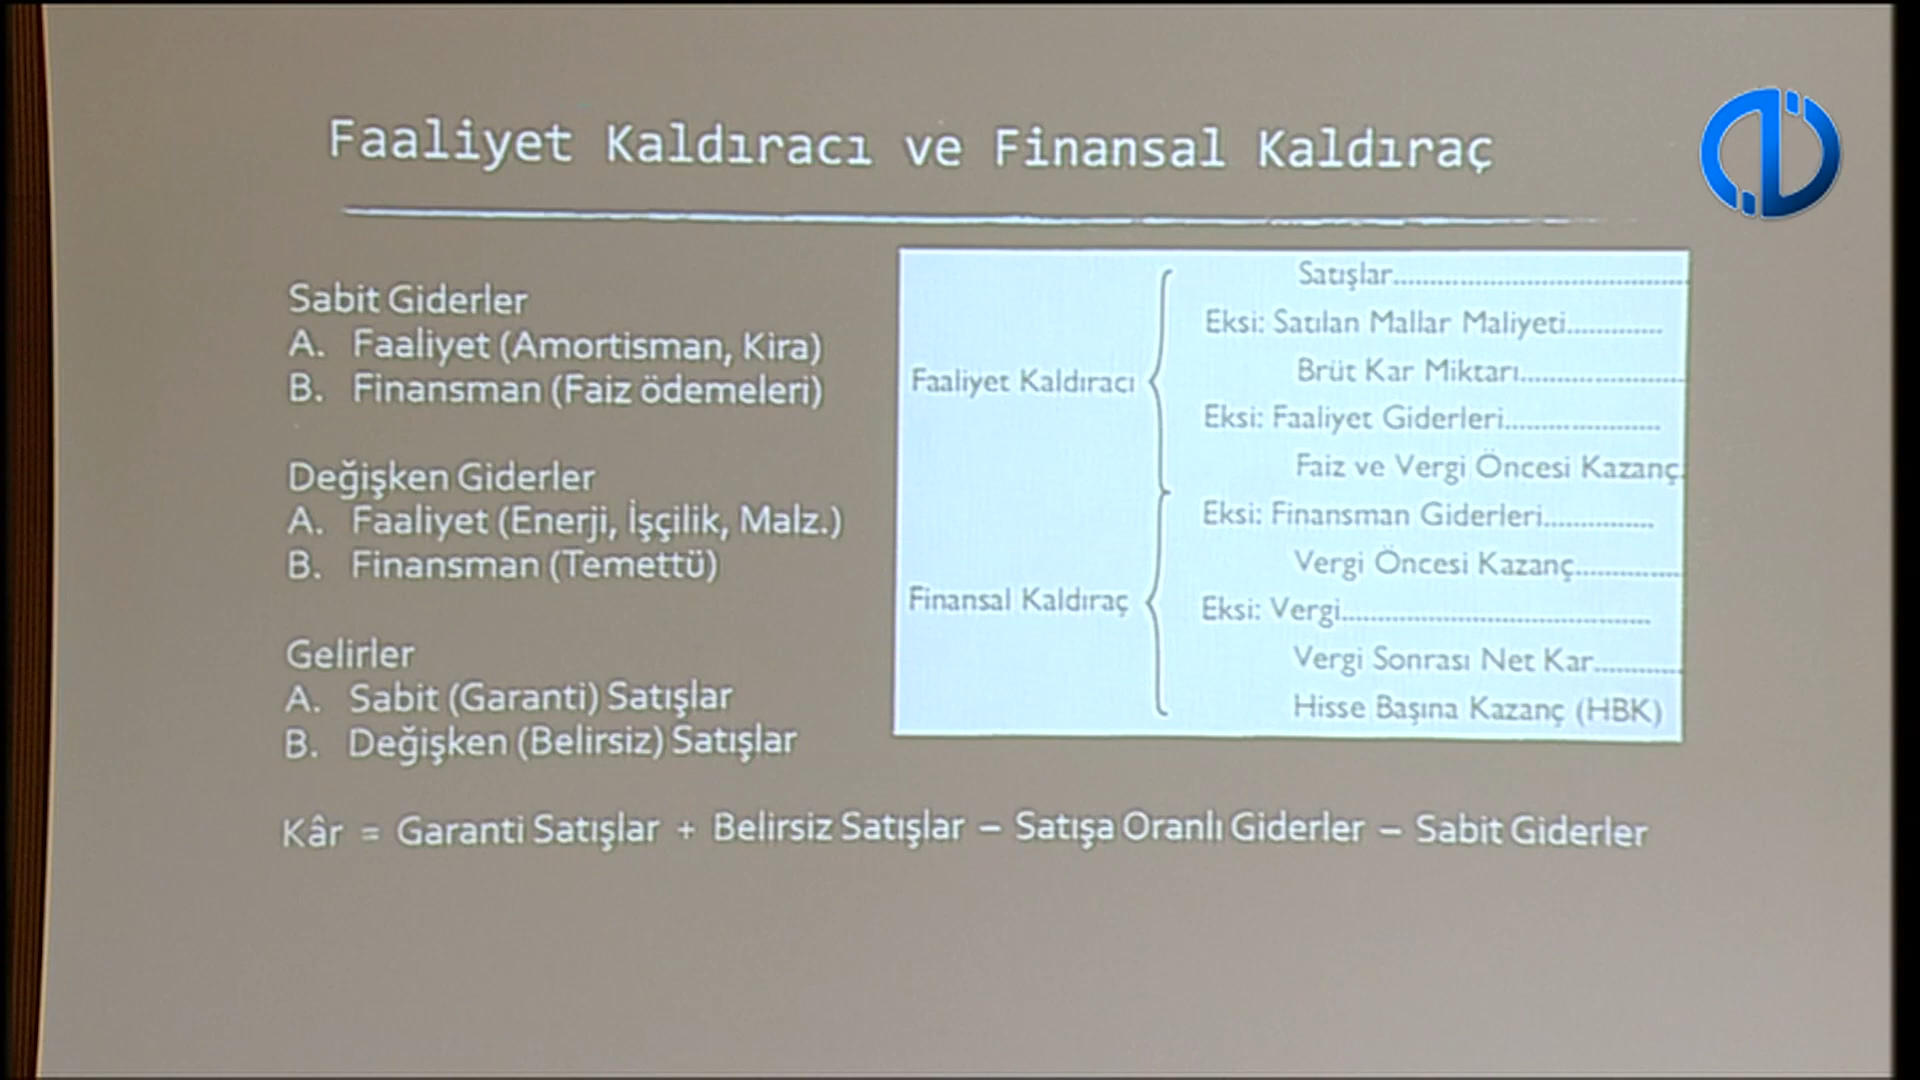 Faaliyet Kaldıracı ve Finansal Kaldıraç
Sabit Giderler
A. Faaliyet (Amortisman, Kira)
B. Finansman (Faiz ödemeleri)
Değişken Giderler
A. Faaliyet (Enerji, İşçilik, Malz.)
B. Finansman (Temettü)
Gelirler
A. Sabit (Garanti) Satışlar
B. Değişken (Belirsiz) Satışlar
Faaliyet Kaldıracı
Finansal Kaldıraç
Satışlar................................................
Eksi: Satılan Mallar Maliyeti..............
Brüt Kar Miktarı...........................
Eksi: Faaliyet Giderleri.........................
Faiz ve Vergi Öncesi Kazanç.
Eksi: Finansman Giderleri.................
Vergi Öncesi Kazanç.................
Eksi: Vergi..................................................
Vergi Sonrası Net Kar..............
Hisse Başına Kazanç (HBK)
Kâr = Garanti Satışlar + Belirsiz Satışlar – Satışa Oranlı Giderler – Sabit Giderler